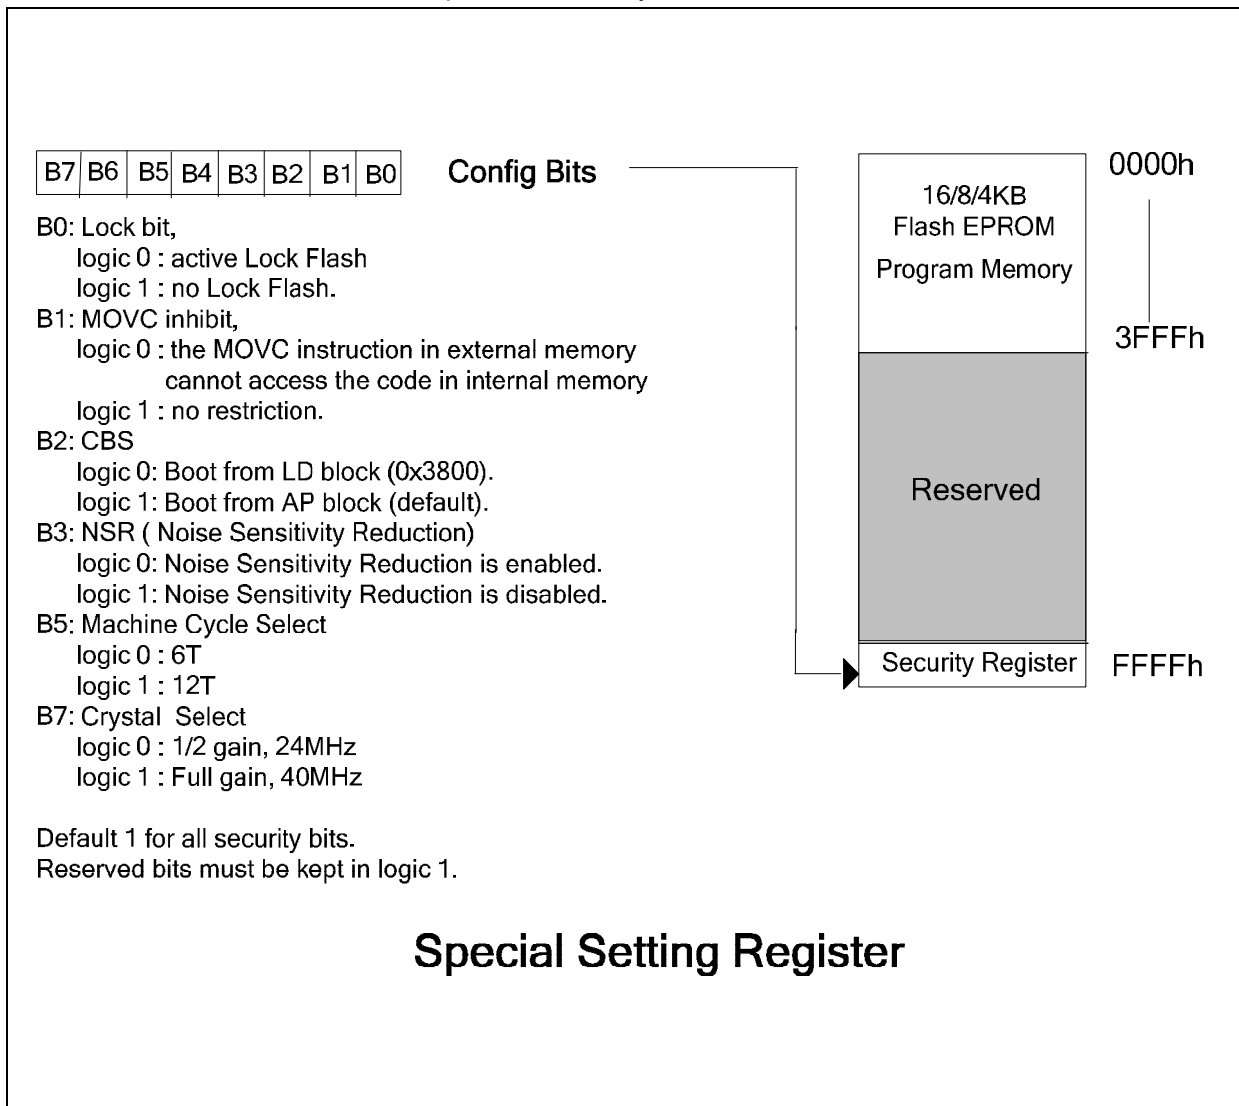 B7 B6 B5 B4 B3 B2 B1 B0
Config Bits
B0: Lock bit,
logic 0 : active Lock Flash
logic 1 : no Lock Flash.
B1: MOVC inhibit,
logic 0 : the MOVC instruction in external memory
cannot access the code in internal memory
logic 1 : no restriction.
B2: CBS
logic 0: Boot from LD block (0x3800).
logic 1: Boot from AP block (default).
B3: NSR ( Noise Sensitivity Reduction)
logic 0: Noise Sensitivity Reduction is enabled.
logic 1: Noise Sensitivity Reduction is disabled.
B5: Machine Cycle Select
logic 0 : 6T
logic 1 : 12T
B7: Crystal Select
logic 0 : 1/2 gain, 24MHz
logic 1 : Full gain, 40MHz
Default 1 for all security bits.
Reserved bits must be kept in logic 1.
16/8/4KB
Flash EPROM
Program Memory
0000h
3FFFh
Reserved
Security Register
FFFFh
Special Setting Register